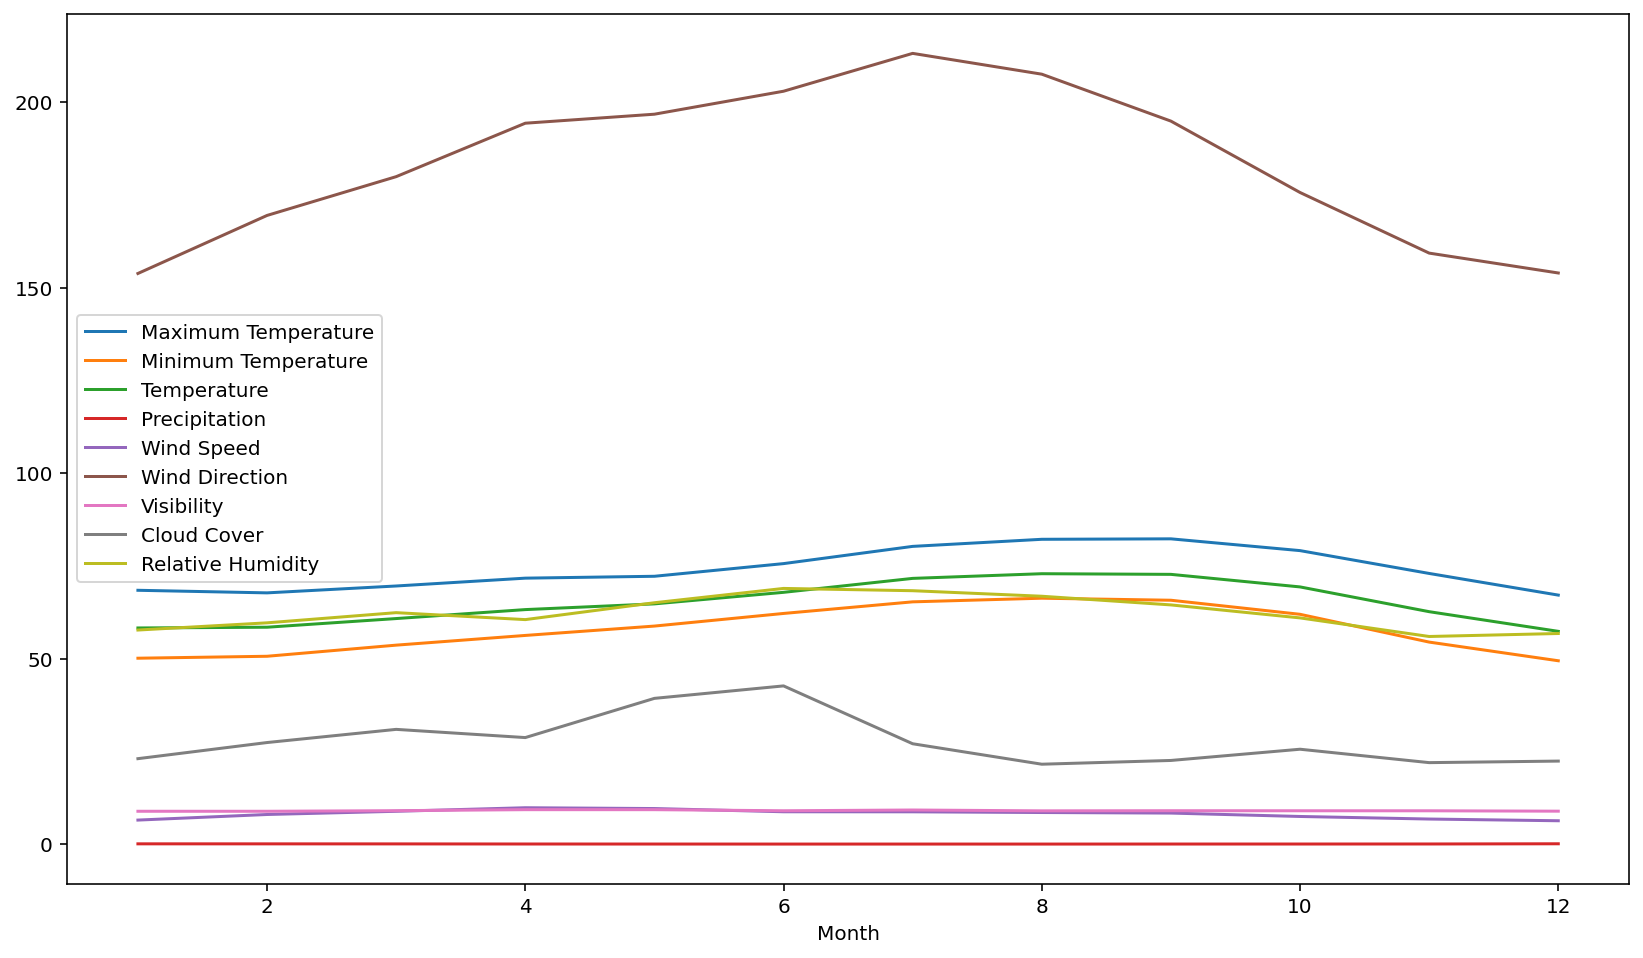 200
150
100
50
0
Maximum Temperature
Minimum Temperature
Temperature
Precipitation
Wind Speed
Wind Direction
Visibility
Cloud Cover
Relative Humidity
2 4 6 8 10 12
Month